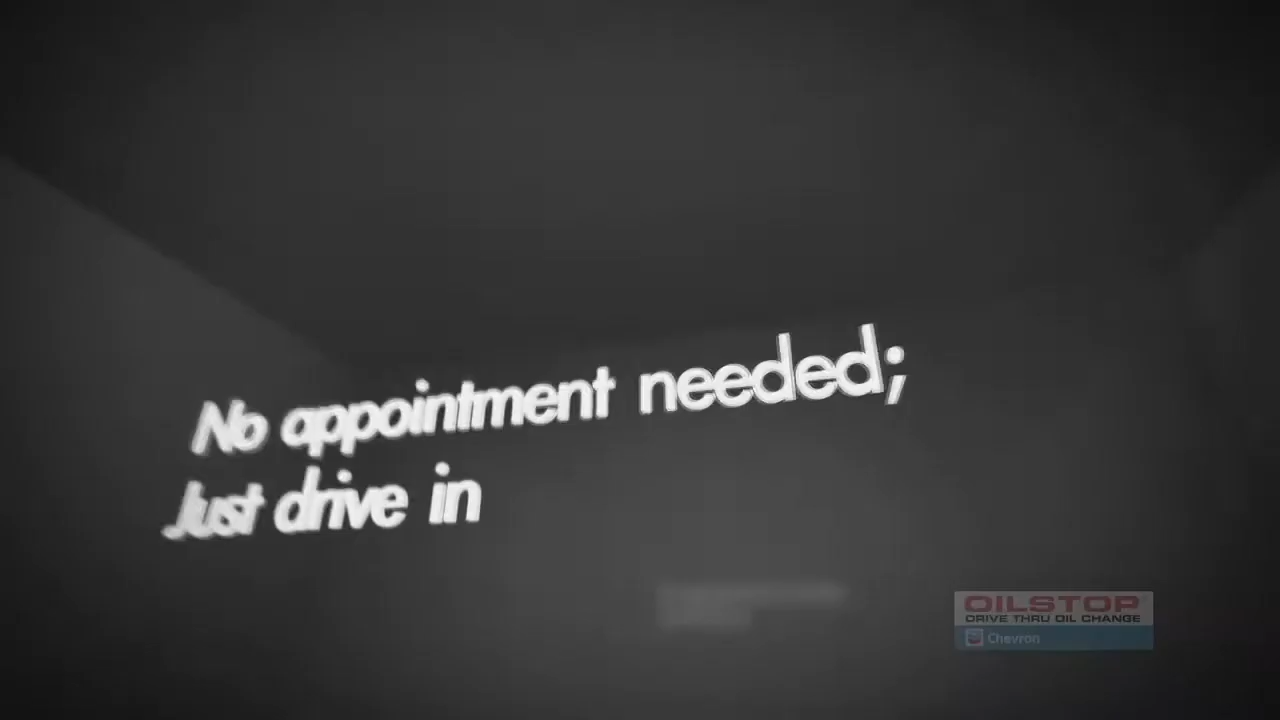 No appointment needed;
Just drive in
OILSTOP
DRIVE THRU OIL CHANGE
Chevron